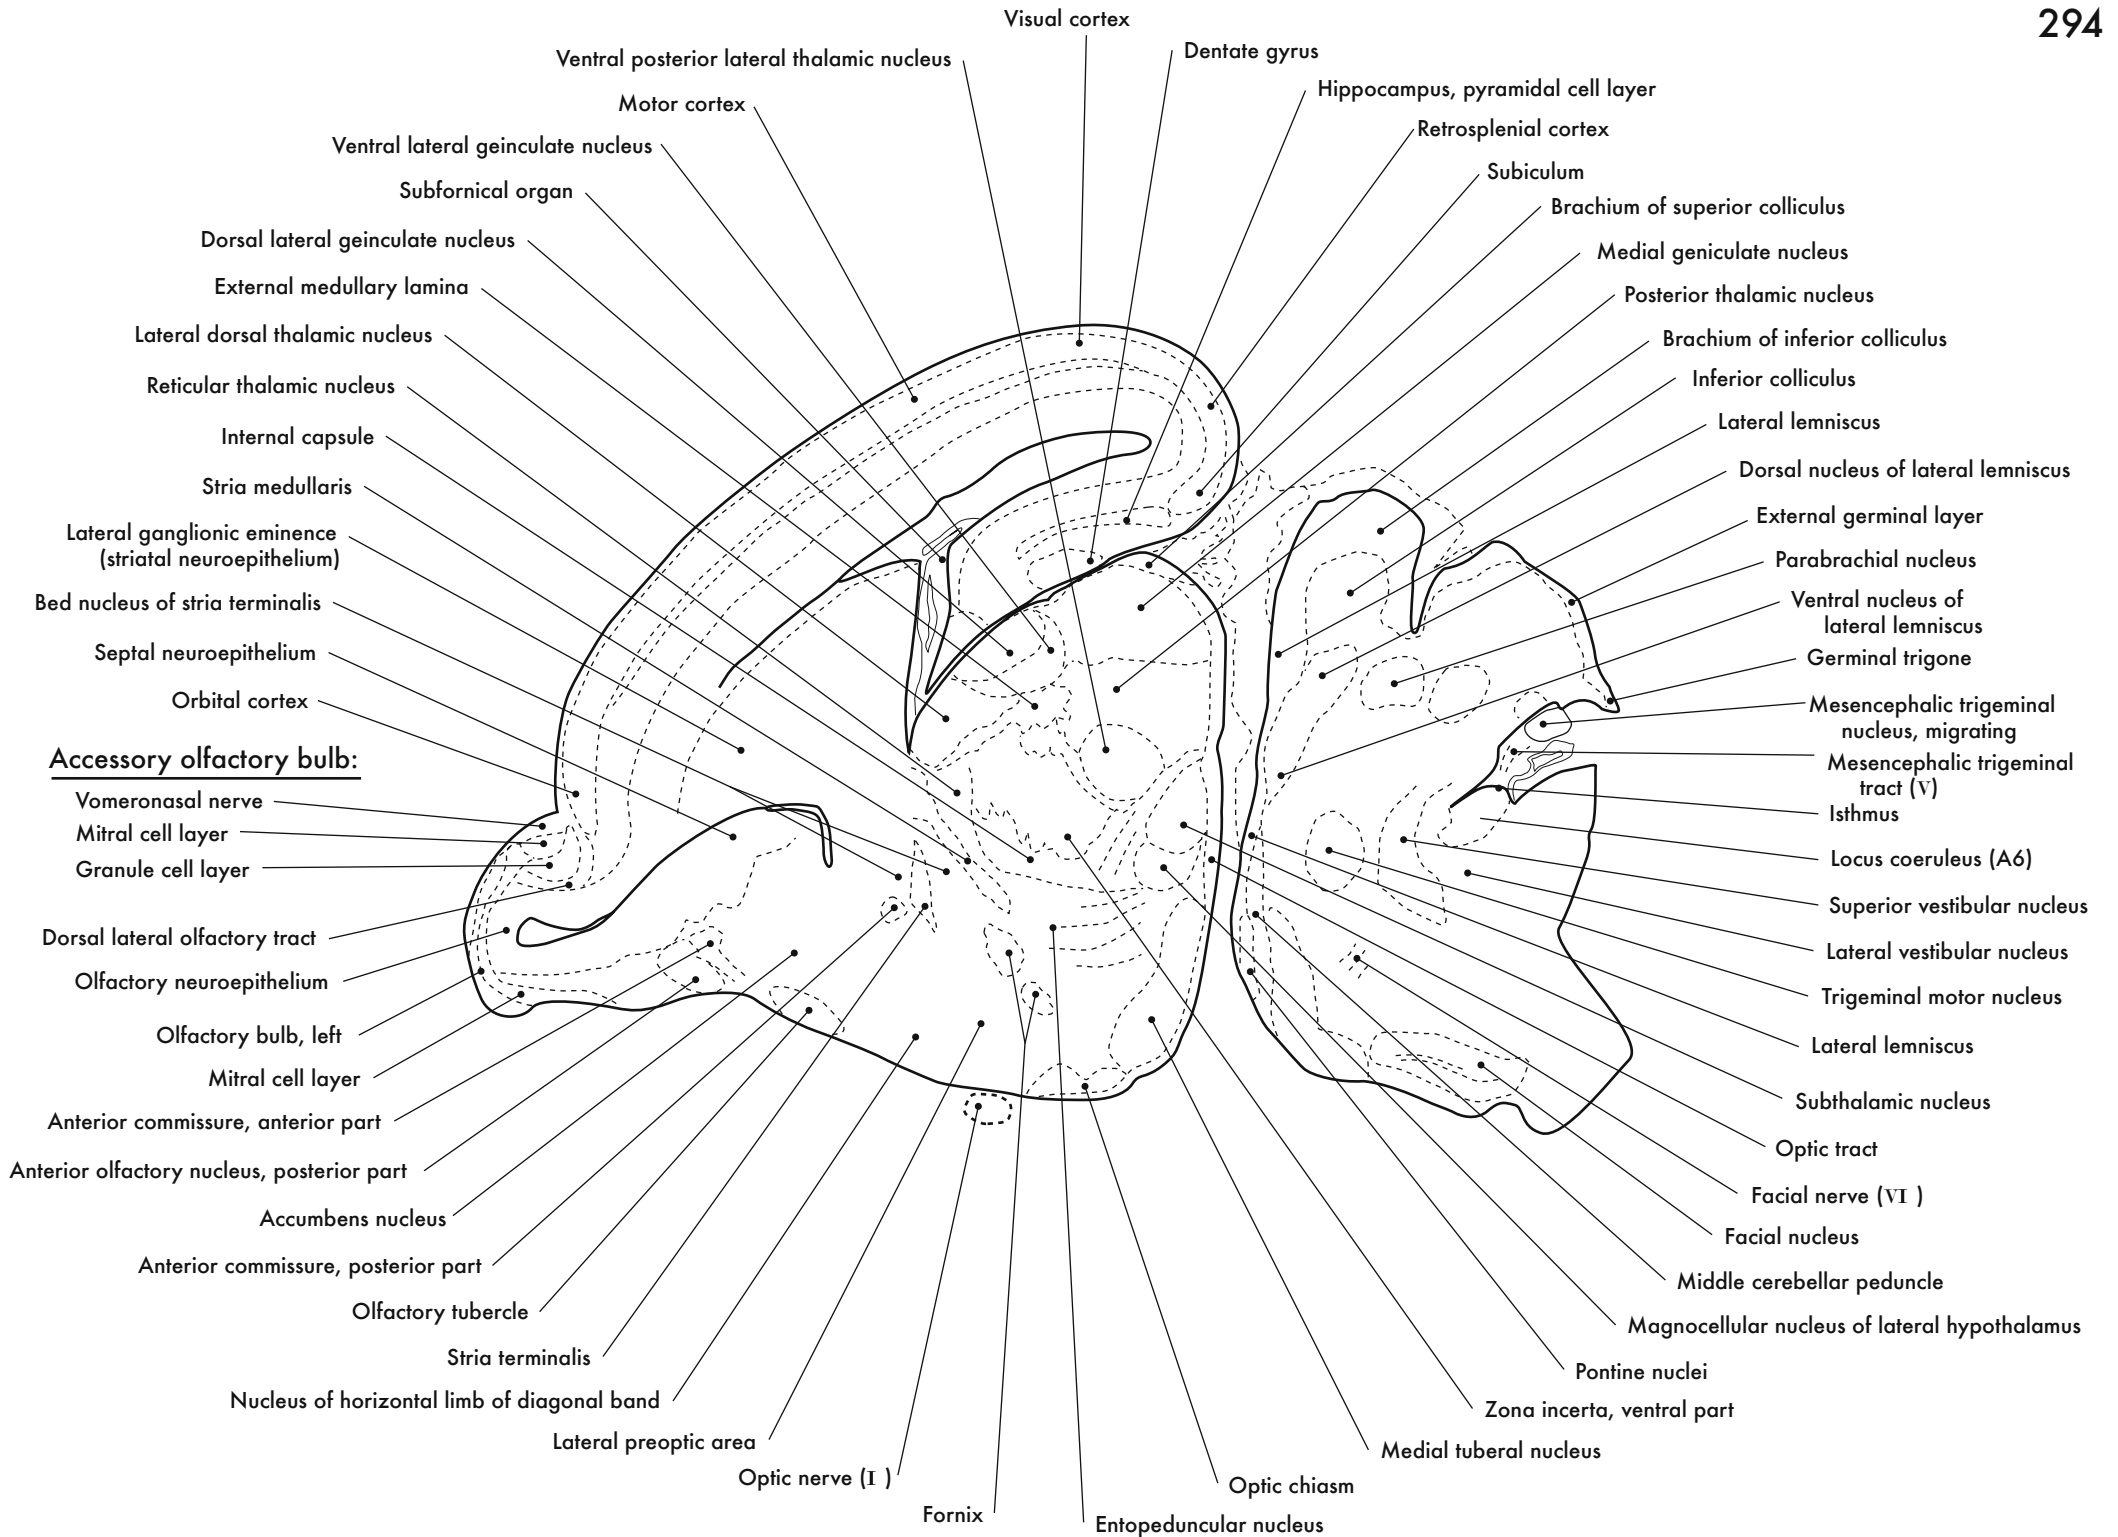 294
Visual cortex
Ventral posterior lateral thalamic nucleus
Motor cortex
Ventral lateral geinculate nucleus
Subfornical organ
Dorsal lateral geinculate nucleus
External medullary lamina
Lateral dorsal thalamic nucleus
Reticular thalamic nucleus
Internal capsule
Stria medullaris
Lateral ganglionic eminence
(striatal neuroepithelium)
Bed nucleus of stria terminalis
Septal neuroepithelium
Orbital cortex
Accessory olfactory bulb:
Vomeronasal nerve
Mitral cell layer
Granule cell layer
Dorsal lateral olfactory tract
Olfactory neuroepithelium
Olfactory bulb, left
Mitral cell layer
Anterior commissure, anterior part
Anterior olfactory nucleus, posterior part
Accumbens nucleus
Anterior commissure, posterior part
Olfactory tubercle
Stria terminalis
Nucleus of horizontal limb of diagonal band
Lateral preoptic area
Optic nerve (I )
Fornix
Dentate gyrus
Hippocampus, pyramidal cell layer
Retrosplenial cortex
Subiculum
Brachium of superior colliculus
Medial geniculate nucleus
Posterior thalamic nucleus
Brachium of inferior colliculus
Inferior colliculus
Lateral lemniscus
Dorsal nucleus of lateral lemniscus
External germinal layer
Parabrachial nucleus
Ventral nucleus of
lateral lemniscus
Germinal trigone
Mesencephalic trigeminal
nucleus, migrating
Mesencephalic trigeminal
tract (V)
Isthmus
Locus coeruleus (A6)
Superior vestibular nucleus
Lateral vestibular nucleus
Trigeminal motor nucleus
Lateral lemniscus
Subthalamic nucleus
Optic tract
Facial nerve (VI )
Facial nucleus
Middle cerebellar peduncle
Magnocellular nucleus of lateral hypothalamus
Pontine nuclei
Zona incerta, ventral part
Medial tuberal nucleus
Optic chiasm
Entopeduncular nucleus